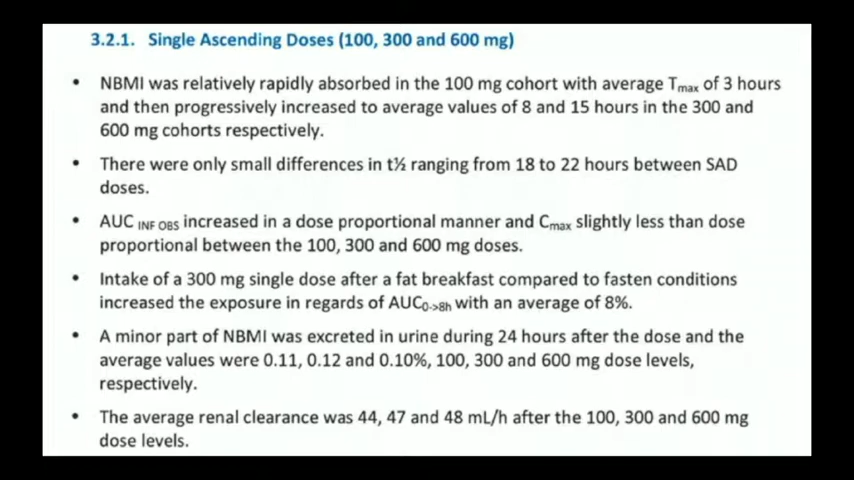 3.2.1. Single Ascending Doses (100, 300 and 600 mg)
• NBMI was relatively rapidly absorbed in the 100 mg cohort with average Tmax of 3 hours
and then progressively increased to average values of 8 and 15 hours in the 300 and
600 mg cohorts respectively.
• There were only small differences in t½ ranging from 18 to 22 hours between SAD
doses.
• AUC INF OBS increased in a dose proportional manner and Cmax slightly less than dose
proportional between the 100, 300 and 600 mg doses.
• Intake of a 300 mg single dose after a fat breakfast compared to fasten conditions
increased the exposure in regards of AUC0->8h with an average of 8%.
• A minor part of NBMI was excreted in urine during 24 hours after the dose and the
average values were 0.11, 0.12 and 0.10%, 100, 300 and 600 mg dose levels,
respectively.
• The average renal clearance was 44, 47 and 48 mL/h after the 100, 300 and 600 mg
dose levels.